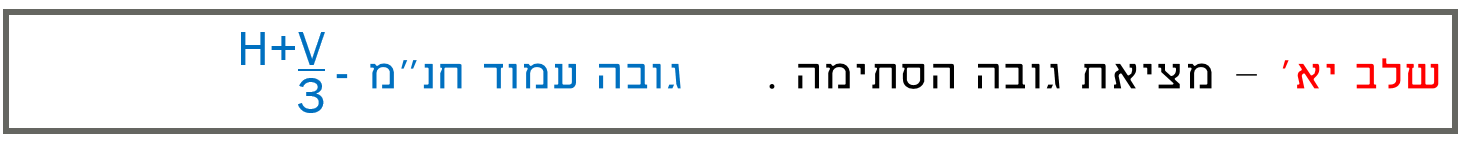 שלב יא' – מציאת גובה הסתימה . גובה עמוד חנ"מ - H+V/3